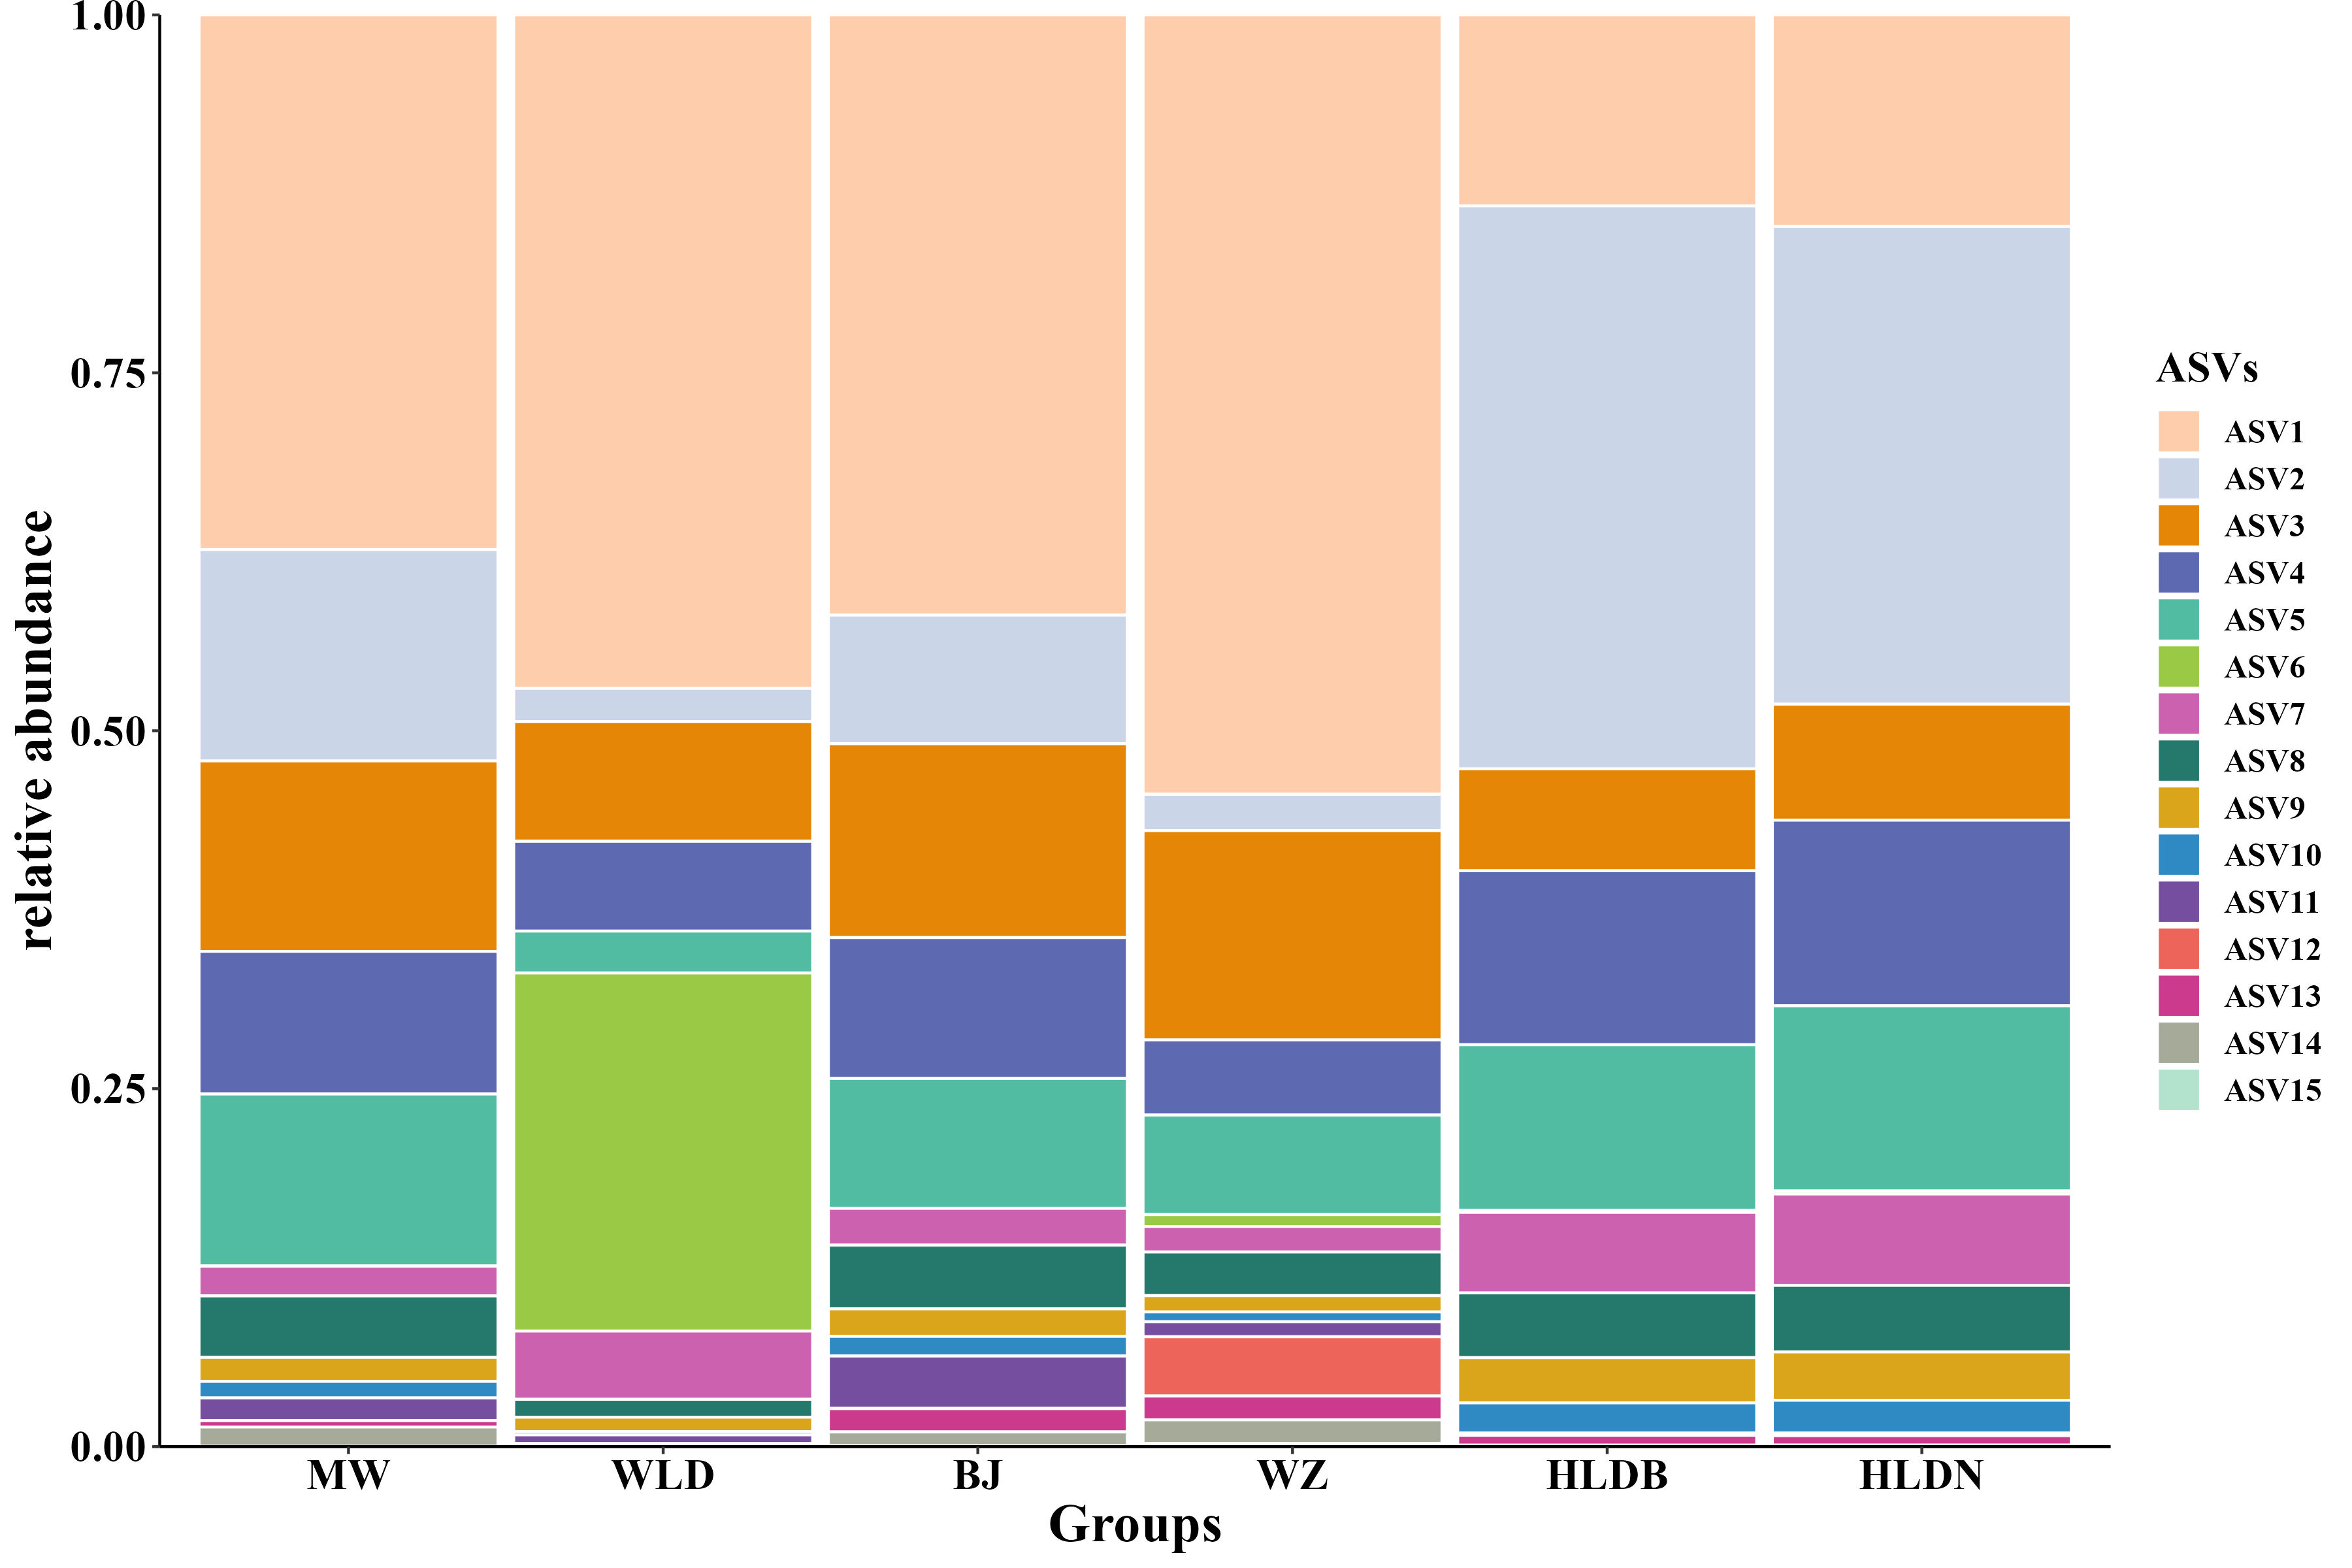 1.00
0.75
0.50
0.25
0.00
relative abundance
MW
WLD
BJ
WZ
HLDB
HLDN
Groups
ASVs
ASV1
ASV2
ASV3
ASV4
ASV5
ASV6
ASV7
ASV8
ASV9
ASV10
ASV11
ASV12
ASV13
ASV14
ASV15